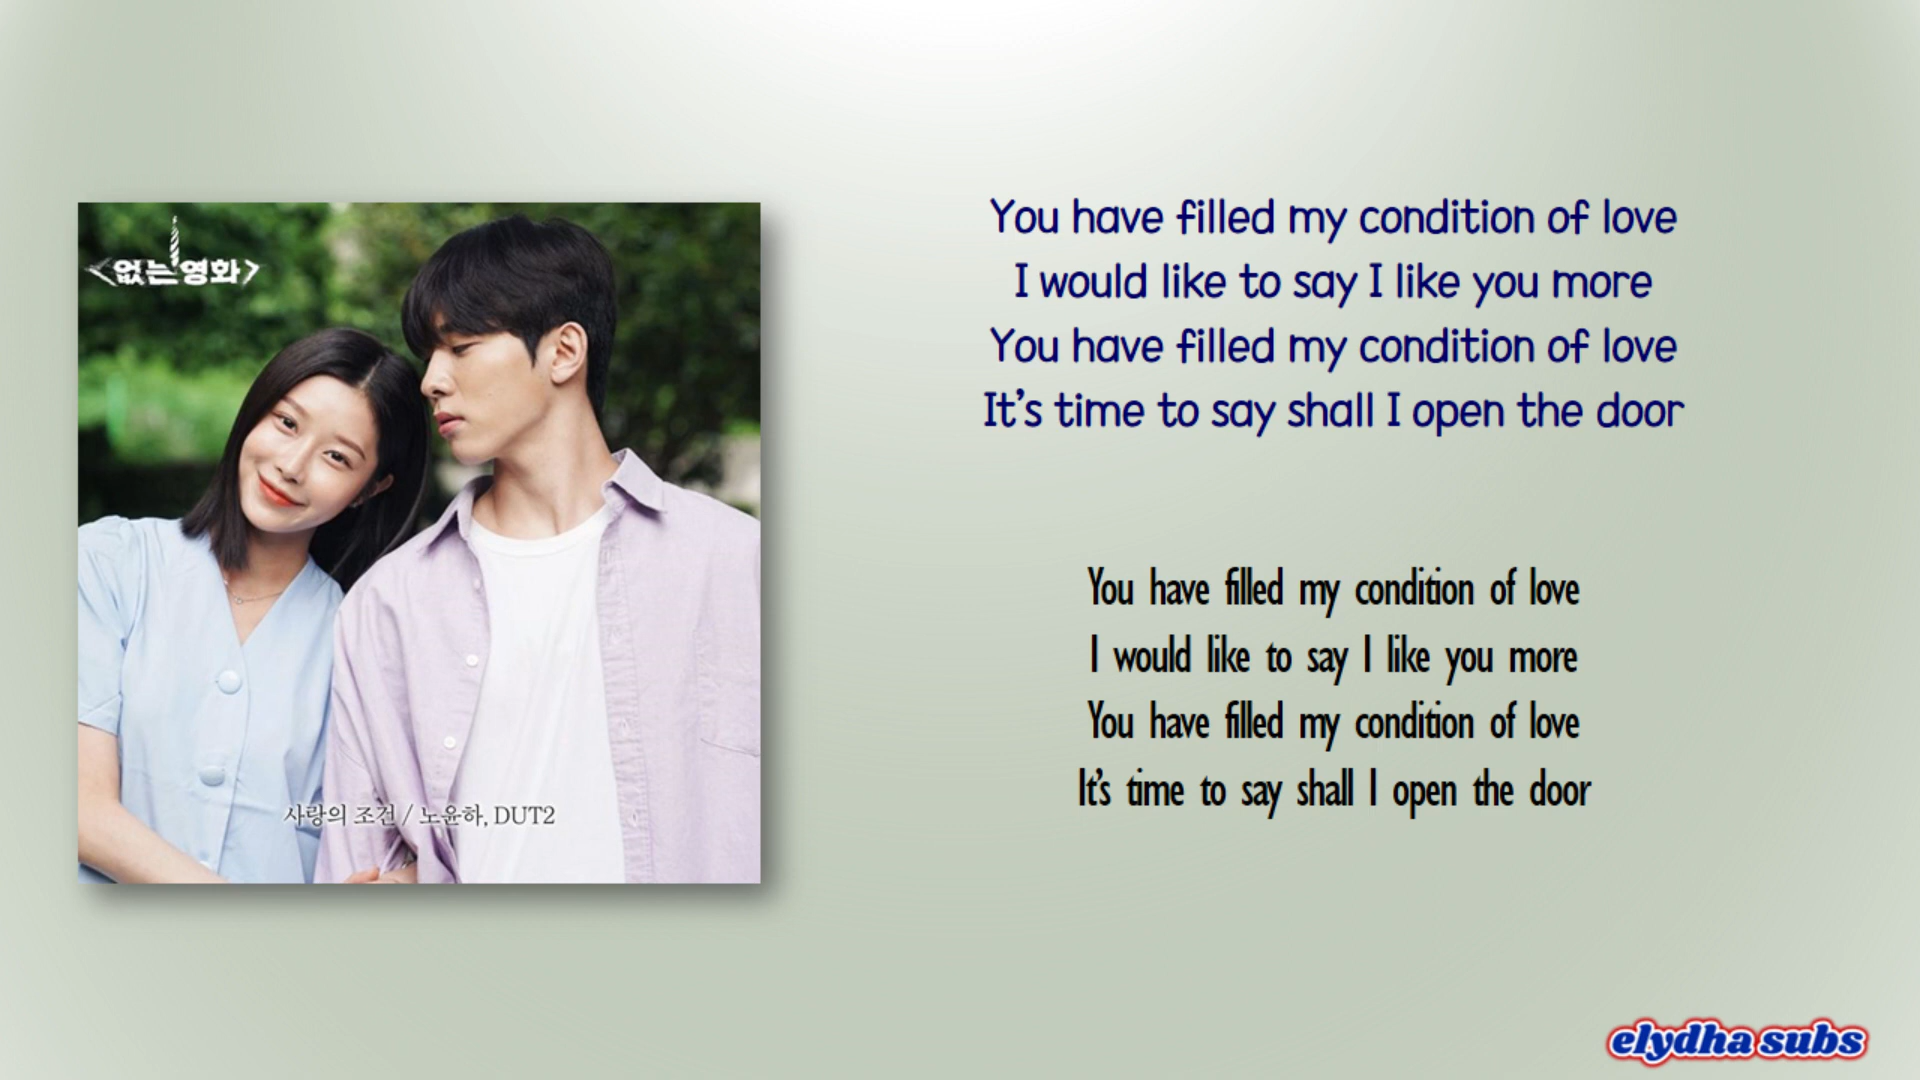 <없는영화>
사랑의 조건 / 노윤하, DUT2
You have filled my condition of love
I would like to say I like you more
You have filled my condition of love
It's time to say shall I open the door
You have filled my condition of love
I would like to say I like you more
You have filled my condition of love
It's time to say shall I open the door
elydha subs